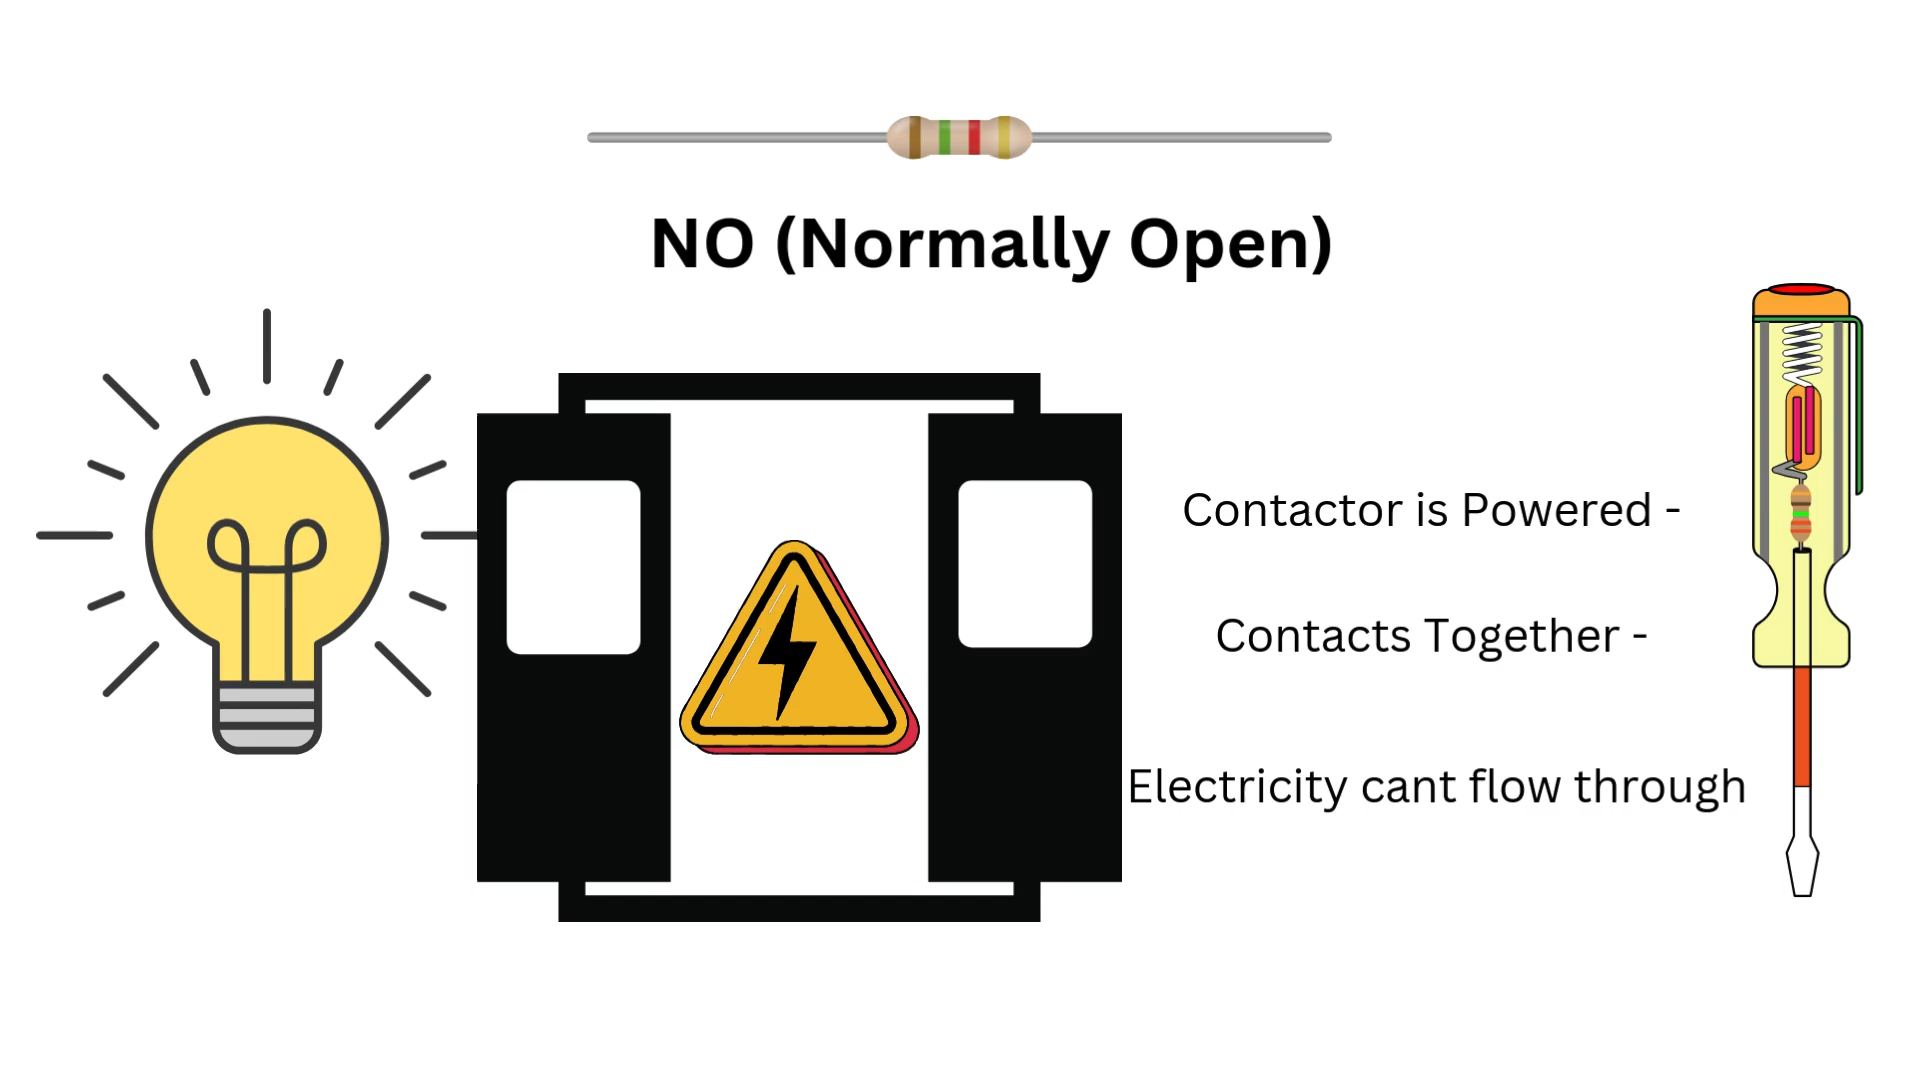 NO (Normally Open)
Contactor is Powered -
Contacts Together -
Electricity cant flow through